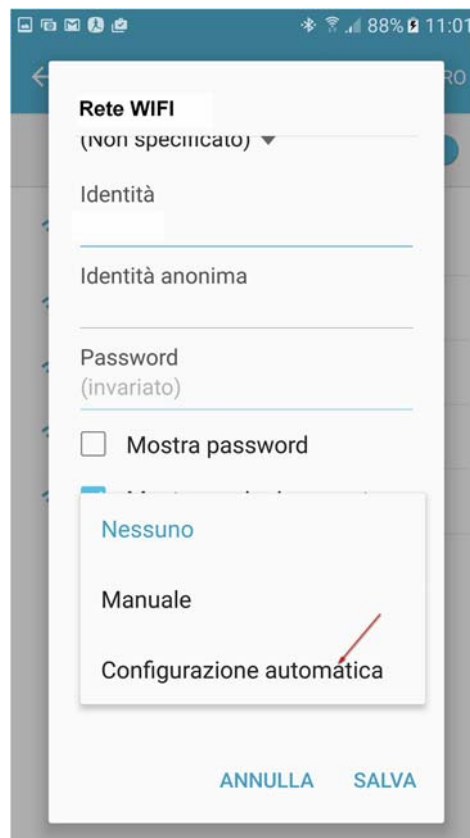 88% 11:01
RO
Rete WIFI
(Non specificato)
Identità
Identità anonima
Password
(invariato)
Mostra password
Nessuno
Manuale
Configurazione automatica
ANNULLA SALVA